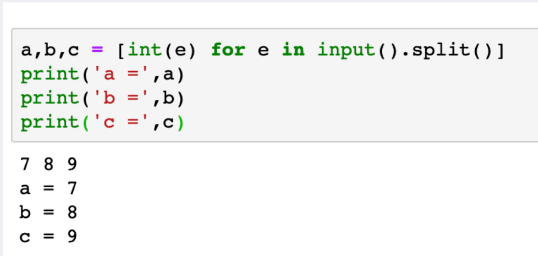 a,b,c = [int(e) for e in input().split()]
print('a =',a)
print('b =',b)
print('c =',c)
7 8 9
a = 7
b = 8
c = 9